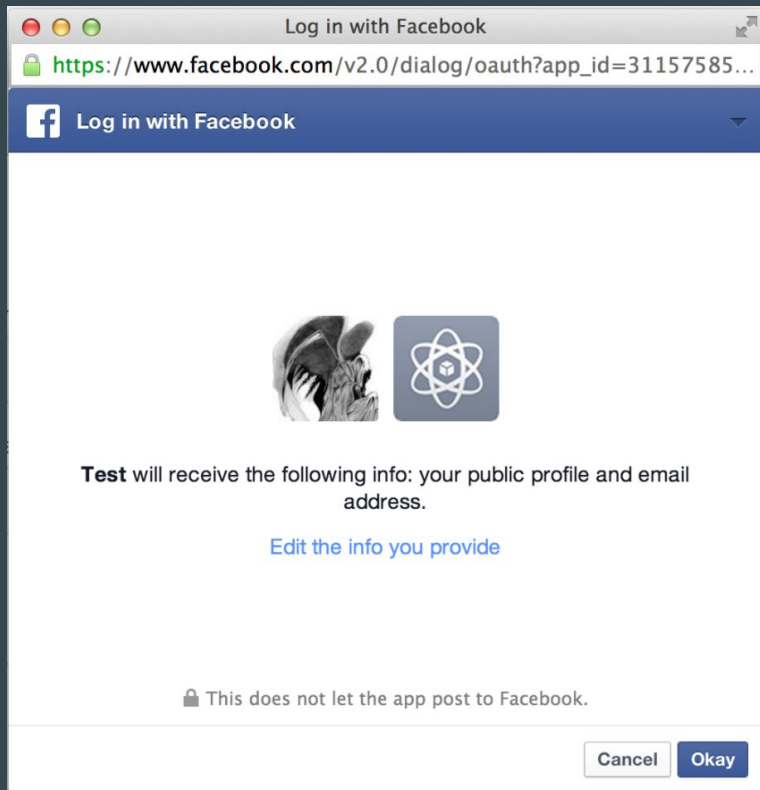 Log in with Facebook
https://www.facebook.com/v2.0/dialog/oauth?app_id=31157585...
f Log in with Facebook
Test will receive the following info: your public profile and email
address.
Edit the info you provide
This does not let the app post to Facebook.
Cancel Okay